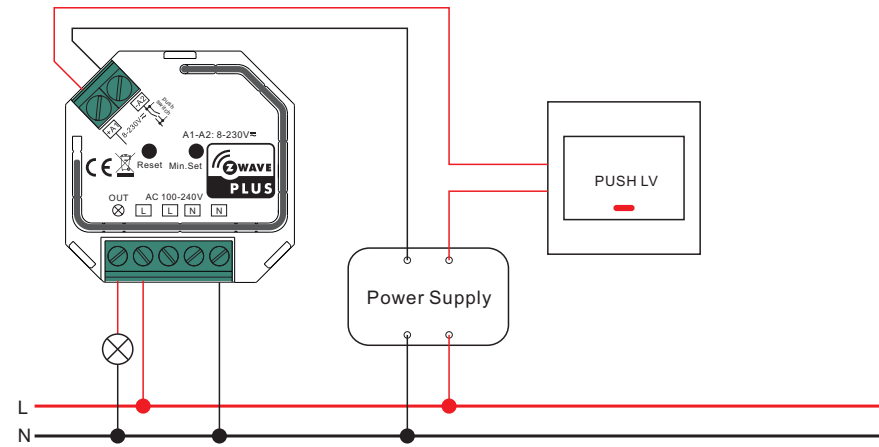 -A2
Push
switch
+A1
8-230V⎓
A1-A2: 8-230V⎓
CE
Reset
Min.Set
Z WAVE
PLUS
OUT
AC 100-240V
L
L
N
N
PUSH LV
Power Supply
L
N